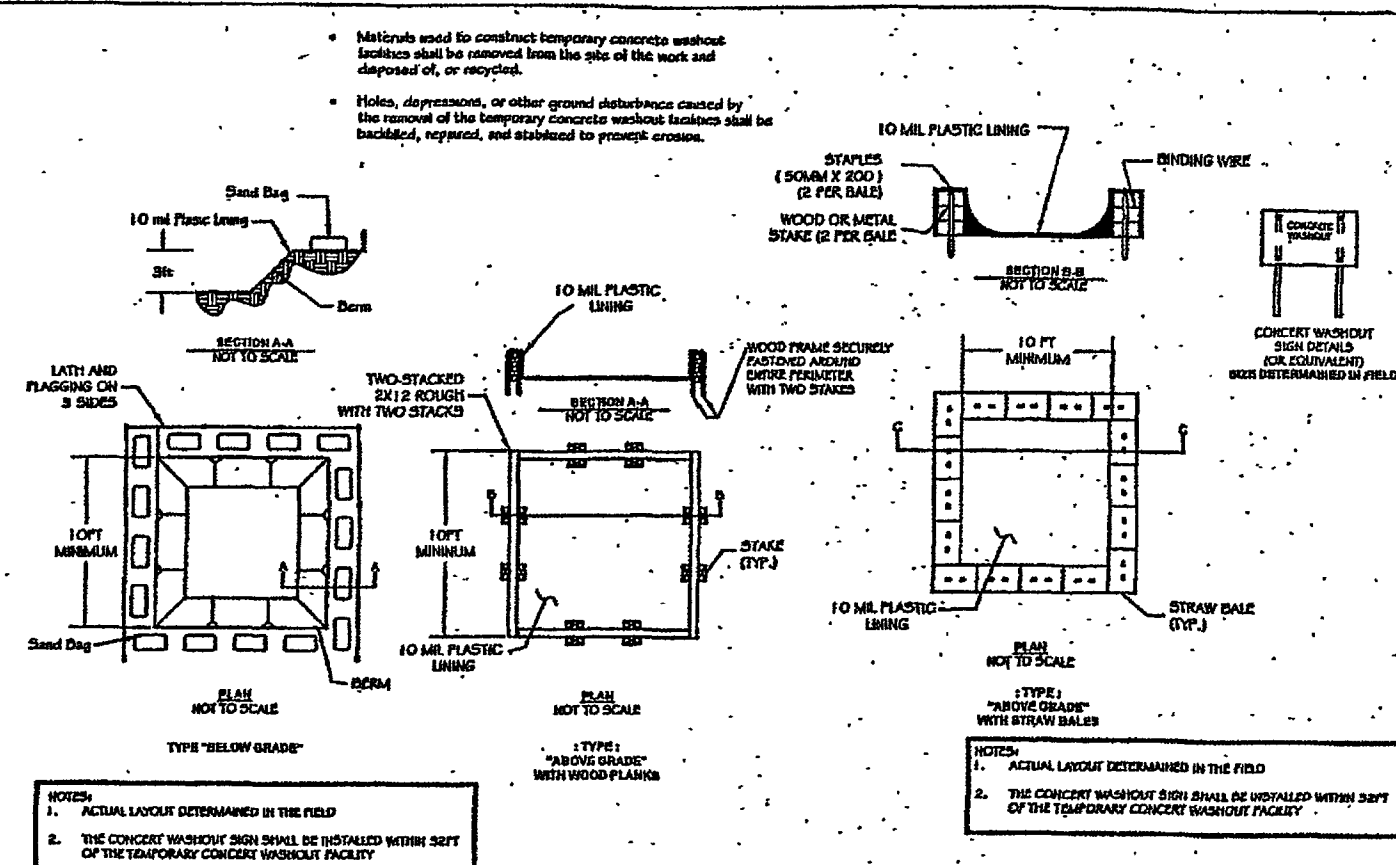 • Materials used to construct temporary concrete washout
facilities shall be removed from the site of the work and
disposed of, or recycled.
• Holes, depressions, or other ground disturbance caused by
the removal of the temporary concrete washout facilities shall be
backfilled, repaired, and stabilized to prevent erosion.
Sand Bag
10 mil Plasic Lining
3ft
Berm
SECTION A-A
NOT TO SCALE
10 MIL PLASTIC LINING
STAPLES
(50MM X 200)
(2 PER BALE)
WOOD OR METAL
STAKE (2 PER BALE
BINDING WIRE
SECTION B-B
NOT TO SCALE
CONCRETE
WASHOUT
CONCERT WASHOUT
SIGN DETAILS
(OR EQUIVALENT)
SIZE DETERMAINED IN FIELD
10 MIL PLASTIC
LINING
WOOD FRAME SECURELY
FASTOVED AROUND
ENTIRE PERIMETER
WITH TWO STAKES
SECTION A-A
NOT TO SCALE
TWO-STACKED
2X12 ROUGH
WITH TWO STACKS
LATH AND
FLAGGING ON
3 SIDES
10FT
MINIMUM
A
A
Sand Bag
BERM
PLAN
NOT TO SCALE
TYPE "BELOW GRADE"
10FT
MININUM
B
B
STAKE
(TYP.)
10 MIL PLASTIC
LINING
PLAN
NOT TO SCALE
:TYPE:
"ABOVE GRADE"
WITH WOOD PLANKS
10 FT
MINIMUM
C
C
10 MIL PLASTIC
LINING
STRAW BALE
(TYP.)
PLAN
NOT TO SCALE
:TYPE:
"ABOVE GRADE"
WITH STRAW BALES
NOTES:
1. ACTUAL LAYOUT DETERMAINED IN THE FIELD
2. THE CONCERT WASHOUT SIGN SHALL BE INSTALLED WITHIN 32FT
OF THE TEMPORARY CONCERT WASHOUT FACILITY
NOTES:
1. ACTUAL LAYOUT DETERMAINED IN THE FIELD
2. THE CONCERT WASHOUT SIGN SHALL BE INSTALLED WITHIN 32FT
OF THE TEMPORARY CONCERT WASHOUT FACILITY